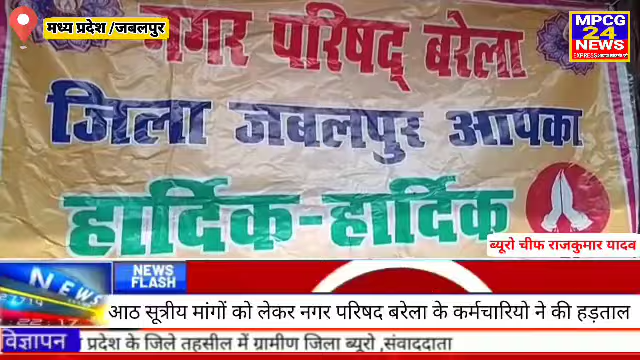 मध्य प्रदेश /जबलपुर
MPCG
24
NEWS
EXPRESS
नगर परिषद् बरेला
जिला जबलपुर आपका
हार्दिक-हार्दिक
ब्यूरो चीफ राजकुमार यादव
NEWS
NEWS
FLASH
आठ सूत्रीय मांगों को लेकर नगर परिषद बरेला के कर्मचारियो ने की हड़ताल
विज्ञापन प्रदेश के जिले तहसील में ग्रामीण जिला ब्यूरो ,संवाददाता